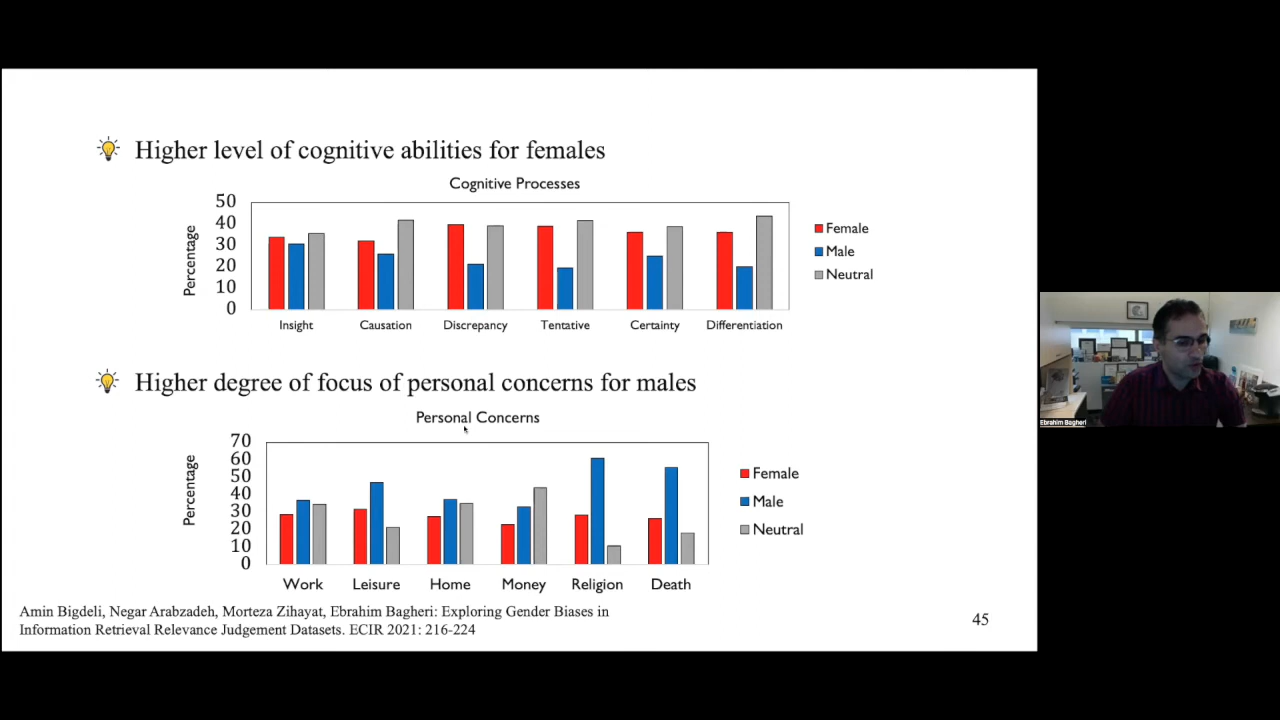 Higher level of cognitive abilities for females
Cognitive Processes
Percentage
50
40
30
20
10
0
Insight
Causation
Discrepancy
Tentative
Certainty
Differentiation
Female
Male
Neutral
Higher degree of focus of personal concerns for males
Personal Concerns
Percentage
70
60
50
40
30
20
10
0
Work
Leisure
Home
Money
Religion
Death
Female
Male
Neutral
Amin Bigdeli, Negar Arabzadeh, Morteza Zihayat, Ebrahim Bagheri: Exploring Gender Biases in
Information Retrieval Relevance Judgement Datasets. ECIR 2021: 216-224
45
Ebrahim Bagheri